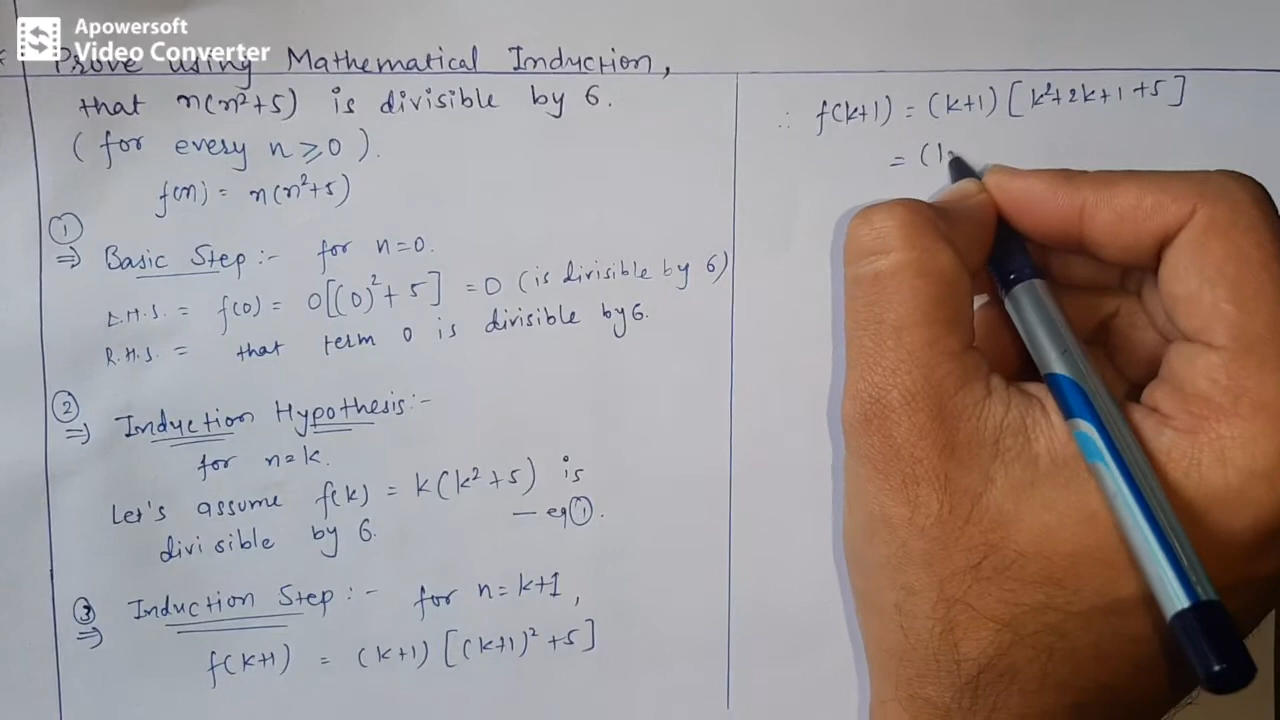 Apowersoft
Video Converter
Prove using Mathematical Induction,
that n(n²+5) is divisible by 6.
(for every n⩾0).
f(n) = n(n²+5)
①
⇒ Basic Step:- for n=0.
L.H.S. = f(0) = 0[(0)²+5] = 0 (is divisible by 6)
R.H.S. = that term 0 is divisible by 6.
②
⇒ Induction Hypothesis:-
for n=k.
Let's assume f(k) = k(k²+5) is
divisible by 6. — eq①.
③
⇒ Induction Step:- for n=k+1,
f(k+1) = (k+1) [(k+1)²+5]
∴ f(k+1) = (k+1) [k²+2k+1+5]
= (